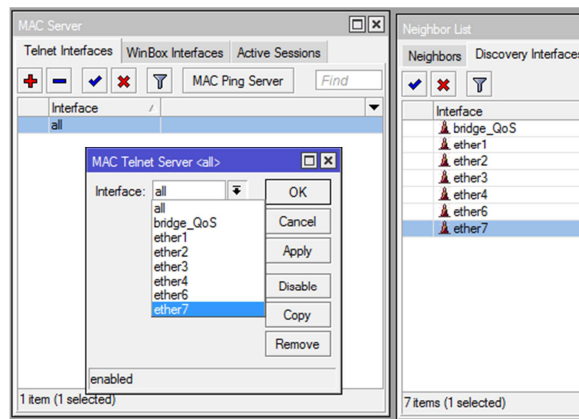 MAC Server
Telnet Interfaces WinBox Interfaces Active Sessions
MAC Ping Server Find
Interface
all
MAC Telnet Server <all>
Interface: all
all
bridge_QoS
ether1
ether2
ether3
ether4
ether6
ether7
OK
Cancel
Apply
Disable
Copy
Remove
enabled
1 item (1 selected)
Neighbor List
Neighbors Discovery Interfaces
Interface
bridge_QoS
ether1
ether2
ether3
ether4
ether6
ether7
7 items (1 selected)